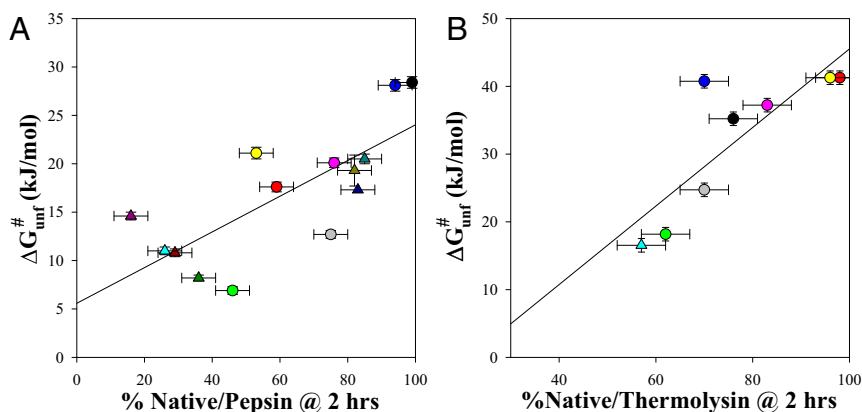 A
35
30
25
20
15
10
5
0
ΔG#unf (kJ/mol)
0 20 40 60 80 100
% Native/Pepsin @ 2 hrs
B
50
40
30
20
10
0
ΔG#unf (kJ/mol)
40 60 80 100
%Native/Thermolysin @ 2 hrs